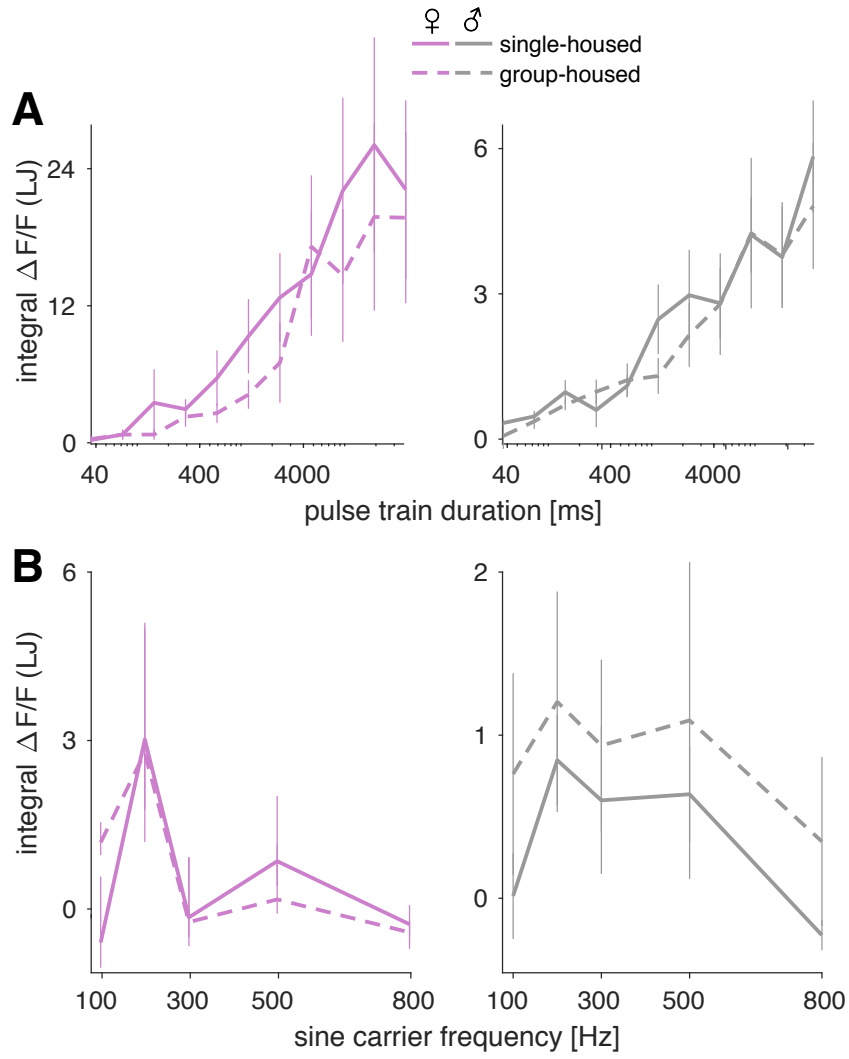 ♀ ♂
single-housed
group-housed
A
integral Δ F/F (LJ)
24
12
0
40 400 4000
6
3
0
40 400 4000
pulse train duration [ms]
B
integral Δ F/F (LJ)
6
3
0
100 300 500 800
2
1
0
100 300 500 800
sine carrier frequency [Hz]